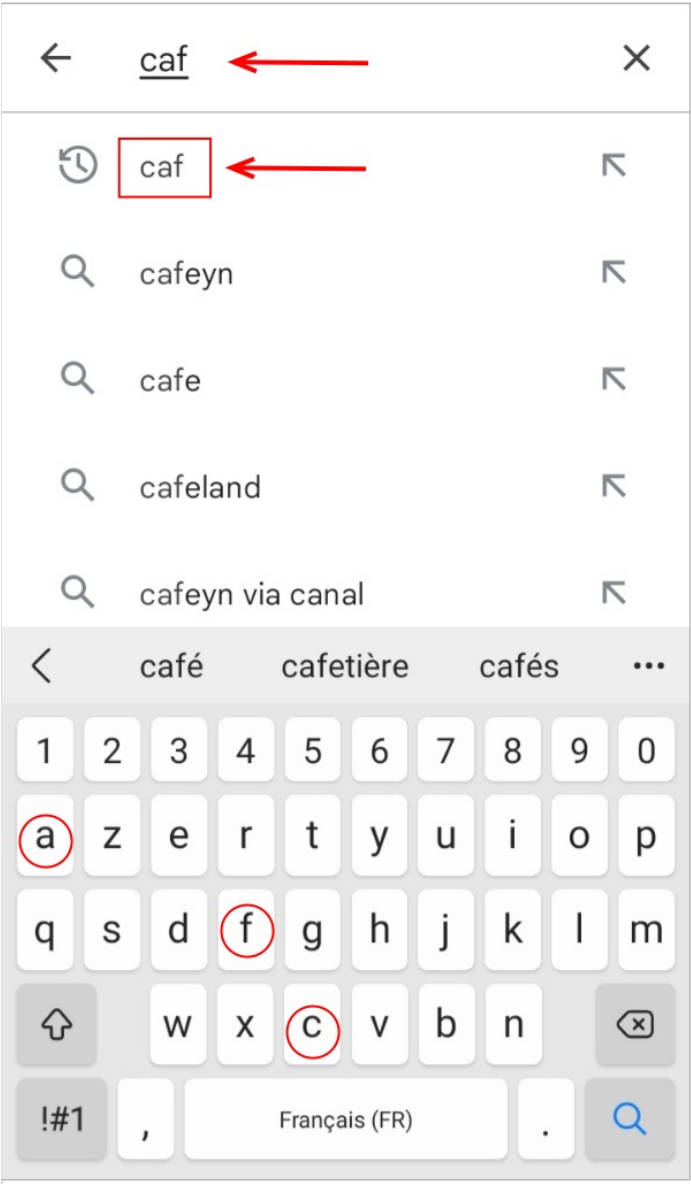 caf
caf
cafeyn
cafe
cafeland
cafeyn via canal
café cafetière cafés
1 2 3 4 5 6 7 8 9 0
a z e r t y u i o p
q s d f g h j k l m
w x c v b n
!#1 , Français (FR) .